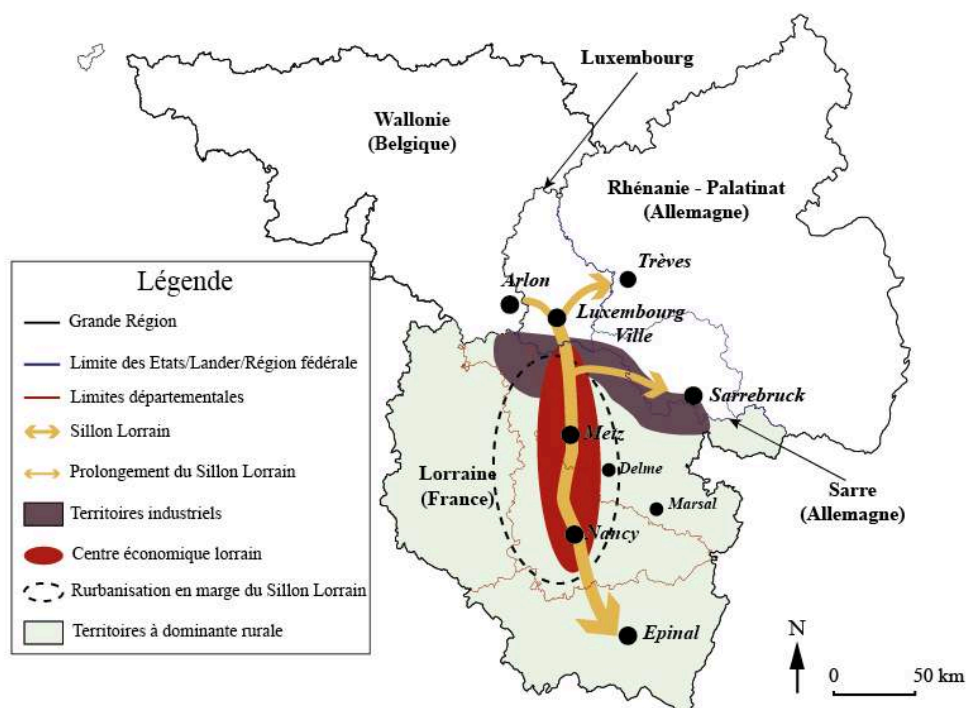 Luxembourg
Wallonie
(Belgique)
Rhénanie - Palatinat
(Allemagne)
Trèves
Arlon
Luxembourg
Ville
Sarrebruck
Metz
Delme
Lorraine
(France)
Marsal
Sarre
(Allemagne)
Nancy
Epinal
Légende
Grande Région
Limite des Etats/Lander/Région fédérale
Limites départementales
Sillon Lorrain
Prolongement du Sillon Lorrain
Territoires industriels
Centre économique lorrain
Rurbanisation en marge du Sillon Lorrain
Territoires à dominante rurale
N
0 50 km